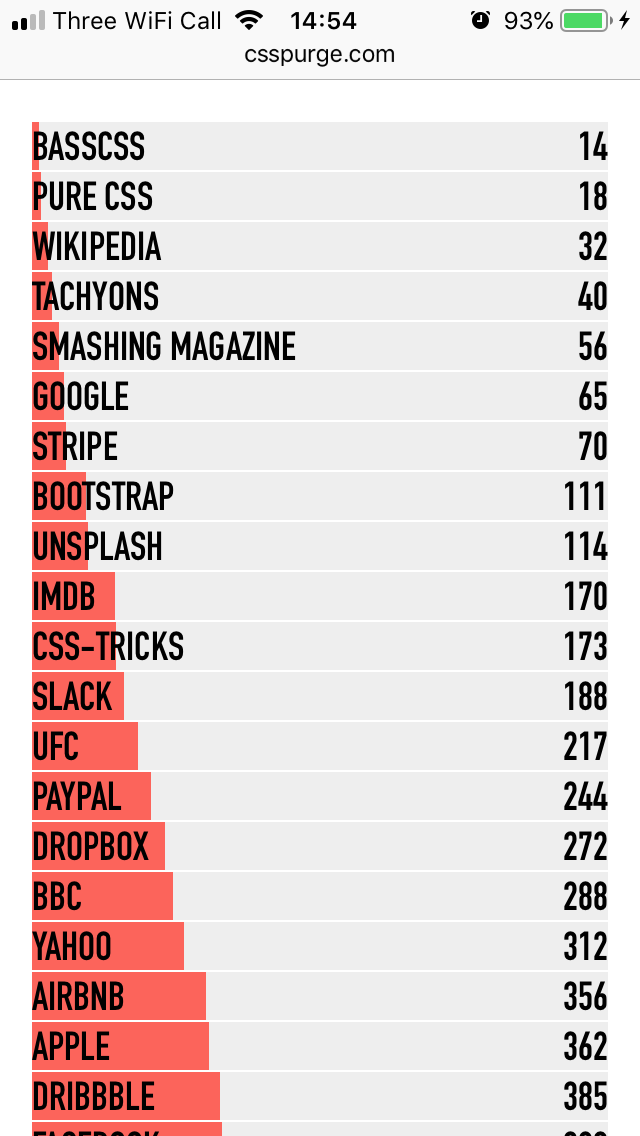 Three WiFi Call 14:54 93%
csspurge.com
BASSCSS 14
PURE CSS 18
WIKIPEDIA 32
TACHYONS 40
SMASHING MAGAZINE 56
GOOGLE 65
STRIPE 70
BOOTSTRAP 111
UNSPLASH 114
IMDB 170
CSS-TRICKS 173
SLACK 188
UFC 217
PAYPAL 244
DROPBOX 272
BBC 288
YAHOO 312
AIRBNB 356
APPLE 362
DRIBBBLE 385
FACEBOOK